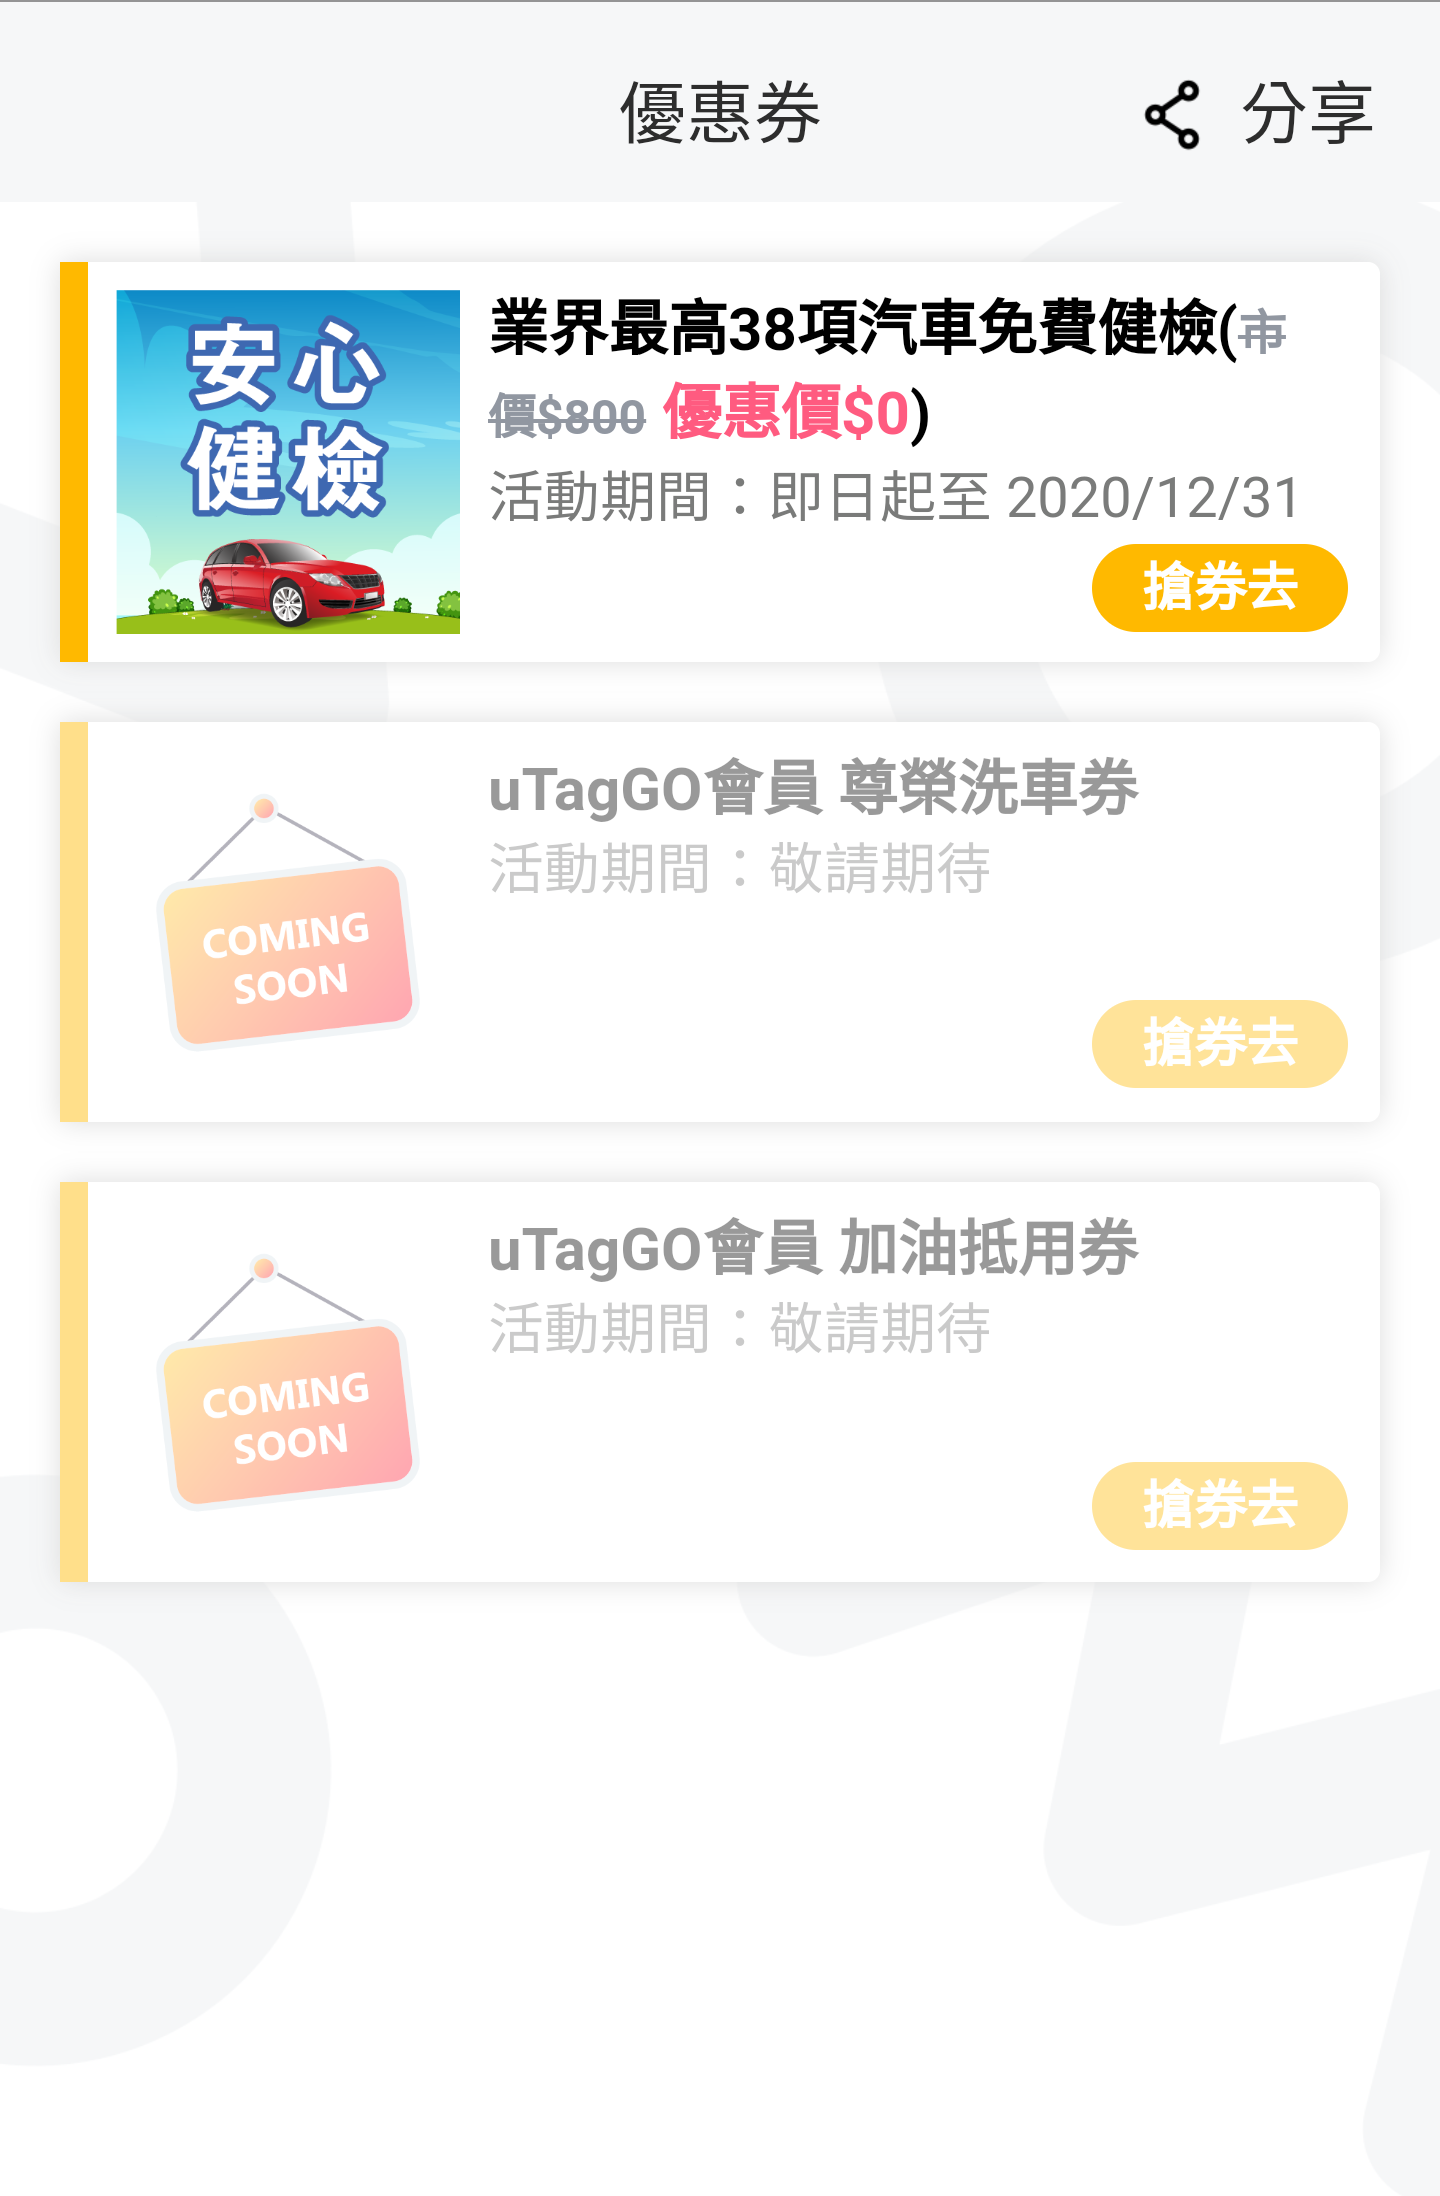 優惠券
分享
安心
健檢
業界最高38項汽車免費健檢(市
價$800 優惠價$0)
活動期間：即日起至 2020/12/31
搶券去
COMING
SOON
uTagGO會員 尊榮洗車券
活動期間：敬請期待
搶券去
COMING
SOON
uTagGO會員 加油抵用券
活動期間：敬請期待
搶券去